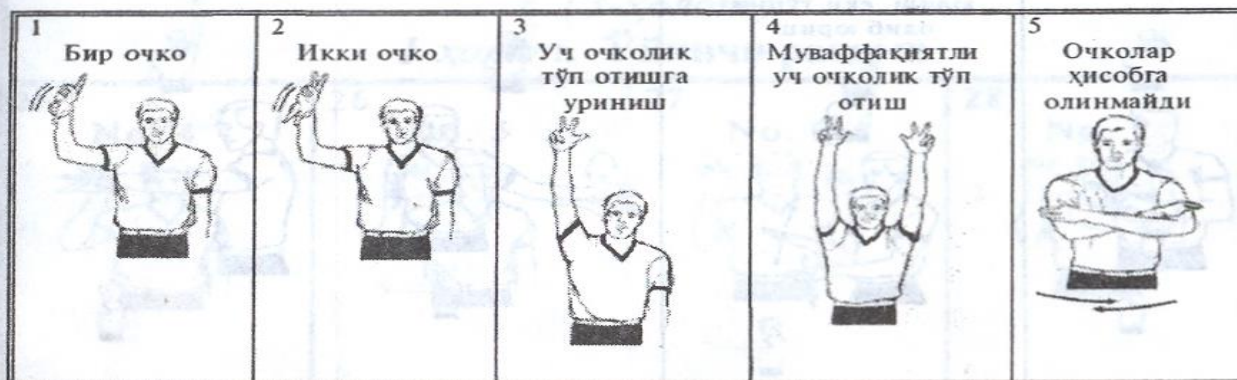 1
Бир очко
2
Икки очко
3
Уч очколик
тўп отишга
уриниш
4
Муваффақиятли
уч очколик тўп
отиш
5
Очколар
ҳисобга
олинмайди